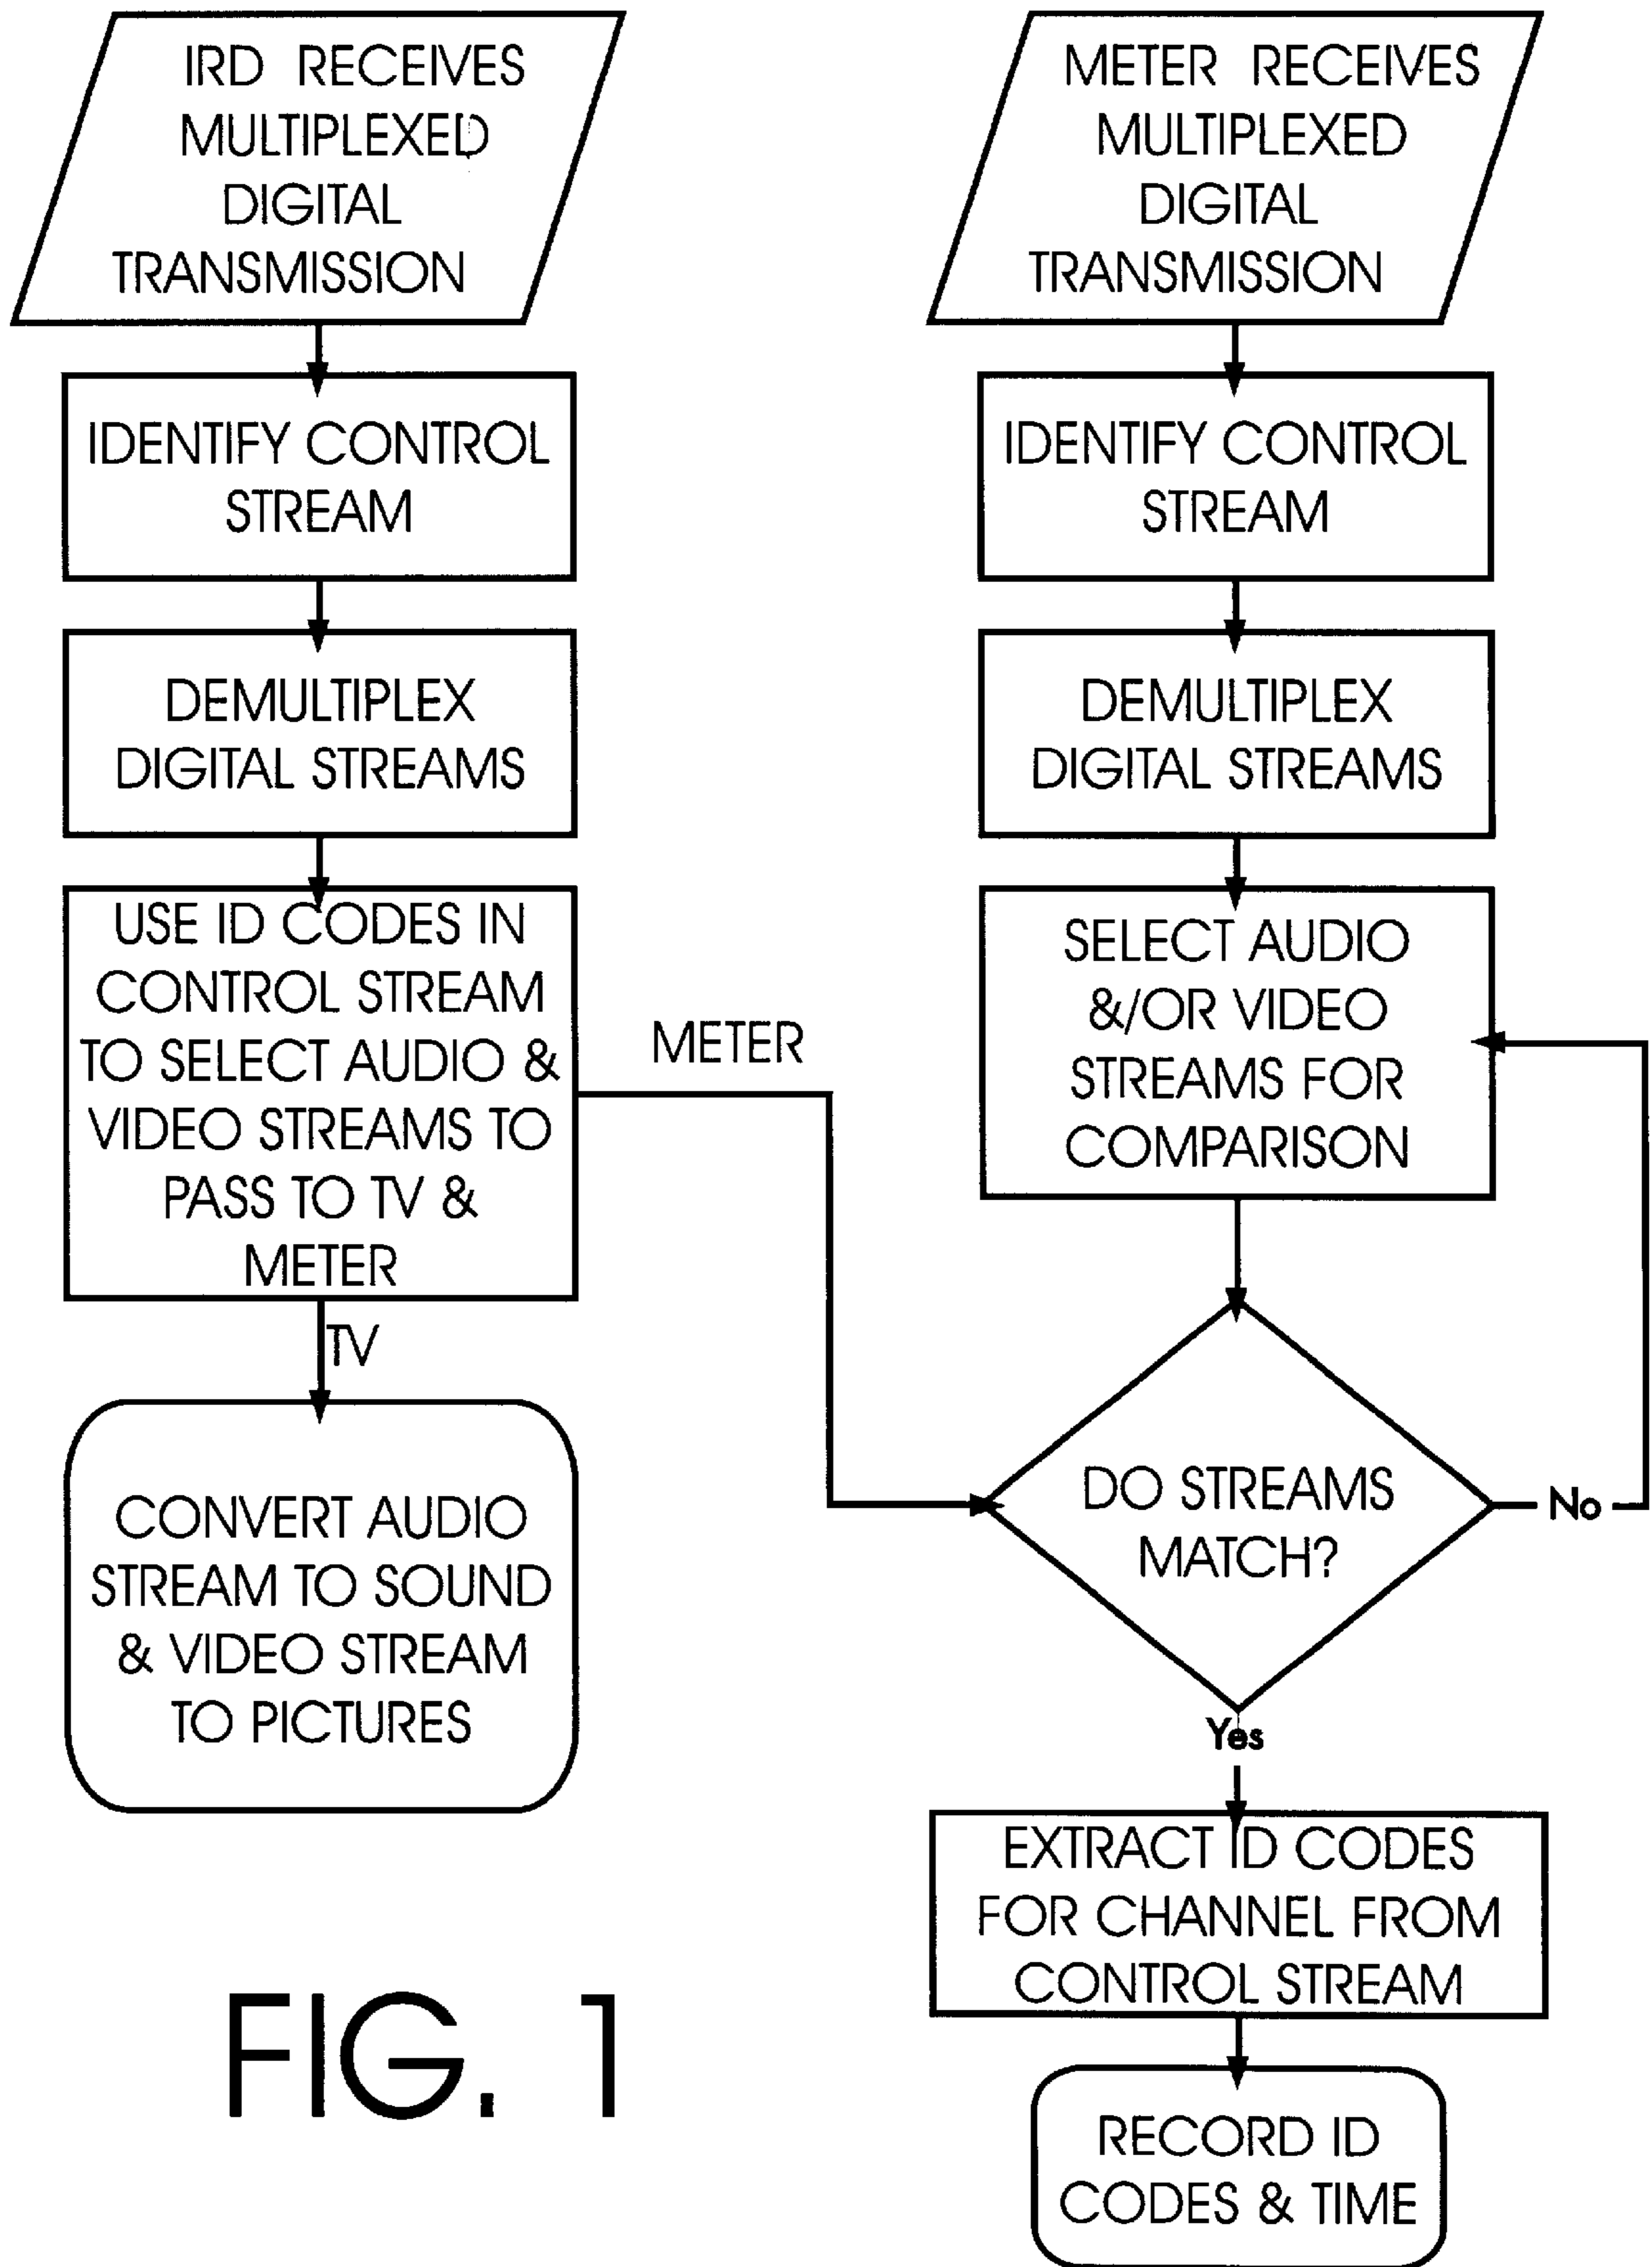 IRD RECEIVES
MULTIPLEXED
DIGITAL
TRANSMISSION
IDENTIFY CONTROL
STREAM
DEMULTIPLEX
DIGITAL STREAMS
USE ID CODES IN
CONTROL STREAM
TO SELECT AUDIO &
VIDEO STREAMS TO
PASS TO TV &
METER
METER
TV
CONVERT AUDIO
STREAM TO SOUND
& VIDEO STREAM
TO PICTURES
METER RECEIVES
MULTIPLEXED
DIGITAL
TRANSMISSION
IDENTIFY CONTROL
STREAM
DEMULTIPLEX
DIGITAL STREAMS
SELECT AUDIO
&/OR VIDEO
STREAMS FOR
COMPARISON
DO STREAMS
MATCH?
No
Yes
EXTRACT ID CODES
FOR CHANNEL FROM
CONTROL STREAM
RECORD ID
CODES & TIME
FIG. 1